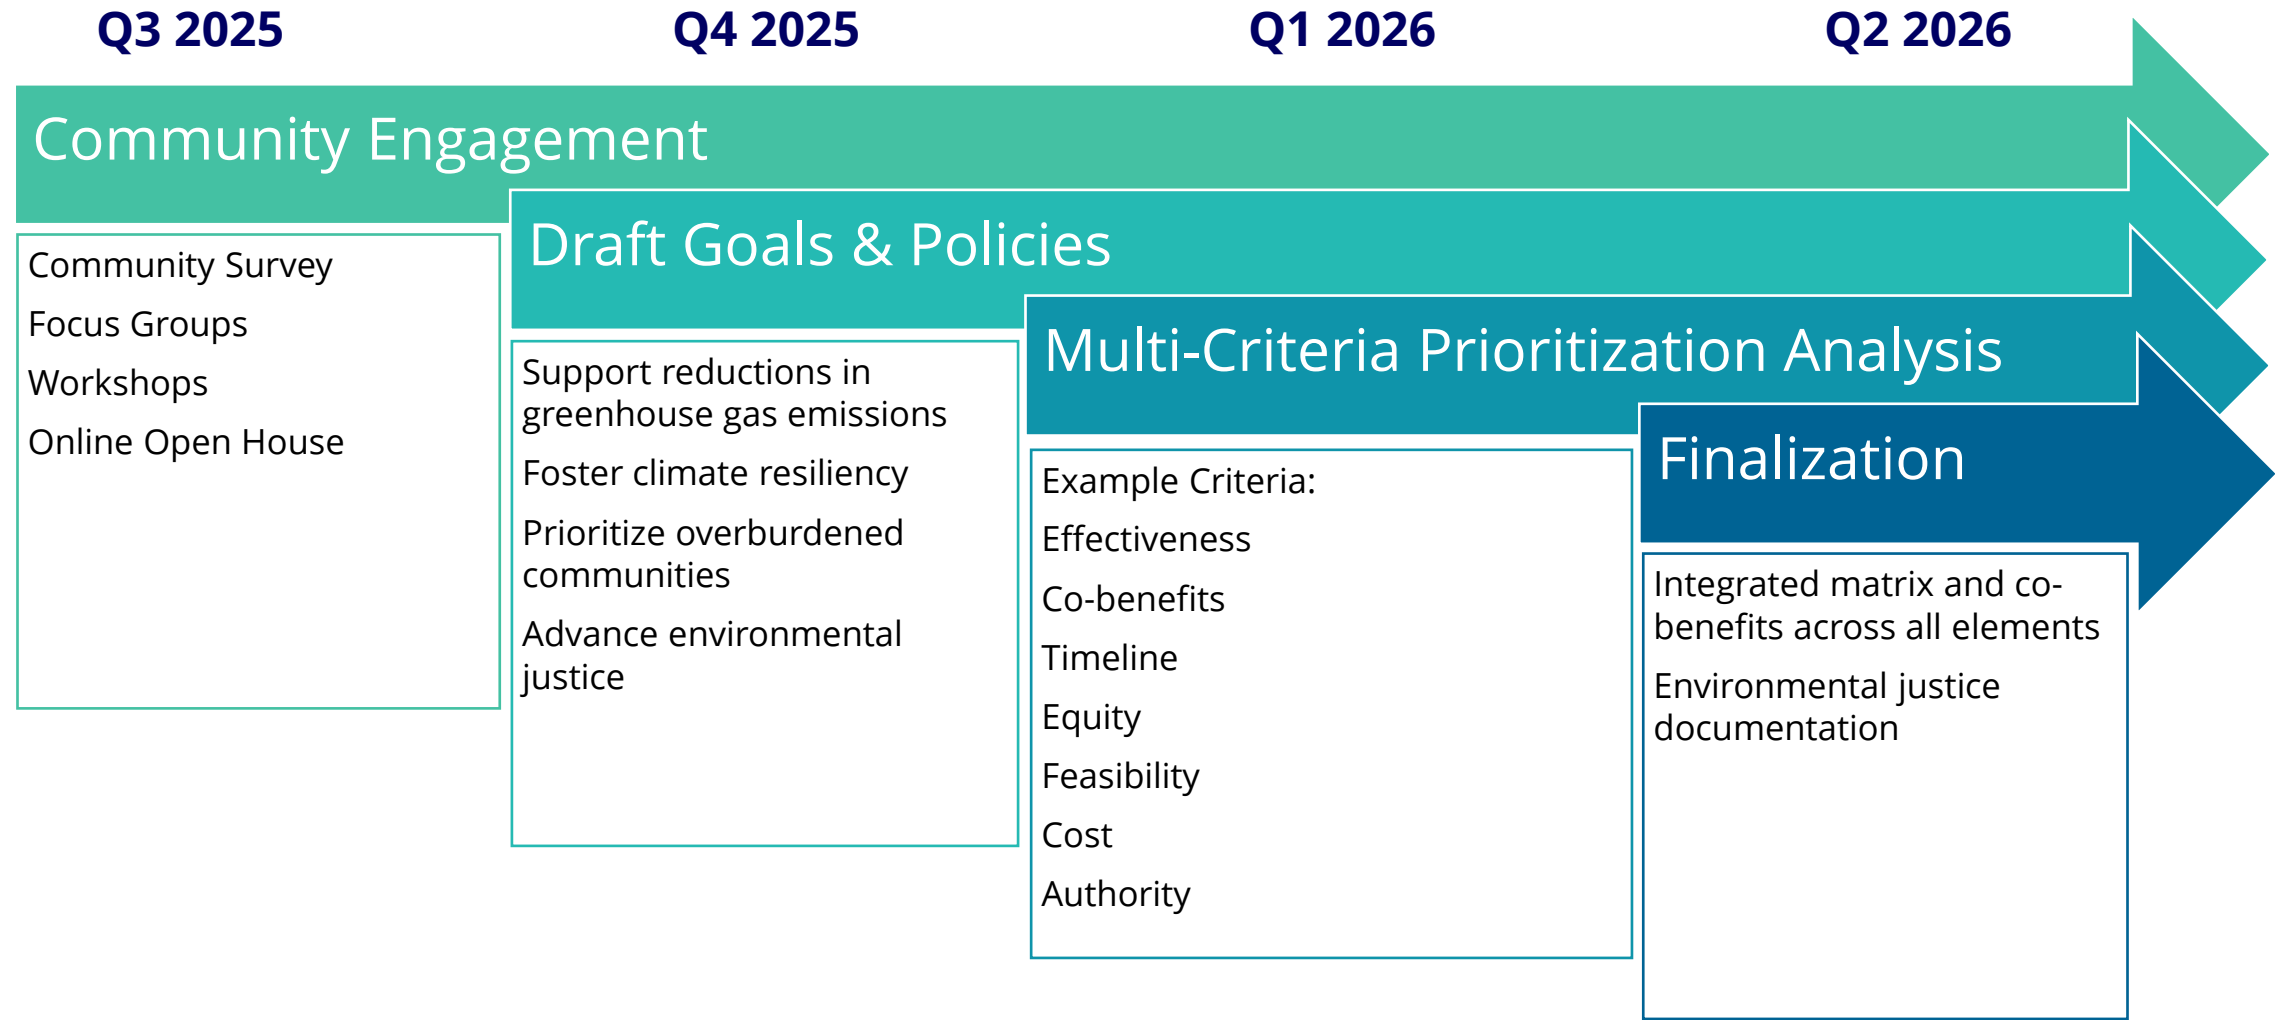 Q3 2025
Q4 2025
Q1 2026
Q2 2026
Community Engagement
Community Survey
Focus Groups
Workshops
Online Open House
Draft Goals & Policies
Support reductions in
greenhouse gas emissions
Foster climate resiliency
Prioritize overburdened
communities
Advance environmental
justice
Multi-Criteria Prioritization Analysis
Example Criteria:
Effectiveness
Co-benefits
Timeline
Equity
Feasibility
Cost
Authority
Finalization
Integrated matrix and co-
benefits across all elements
Environmental justice
documentation